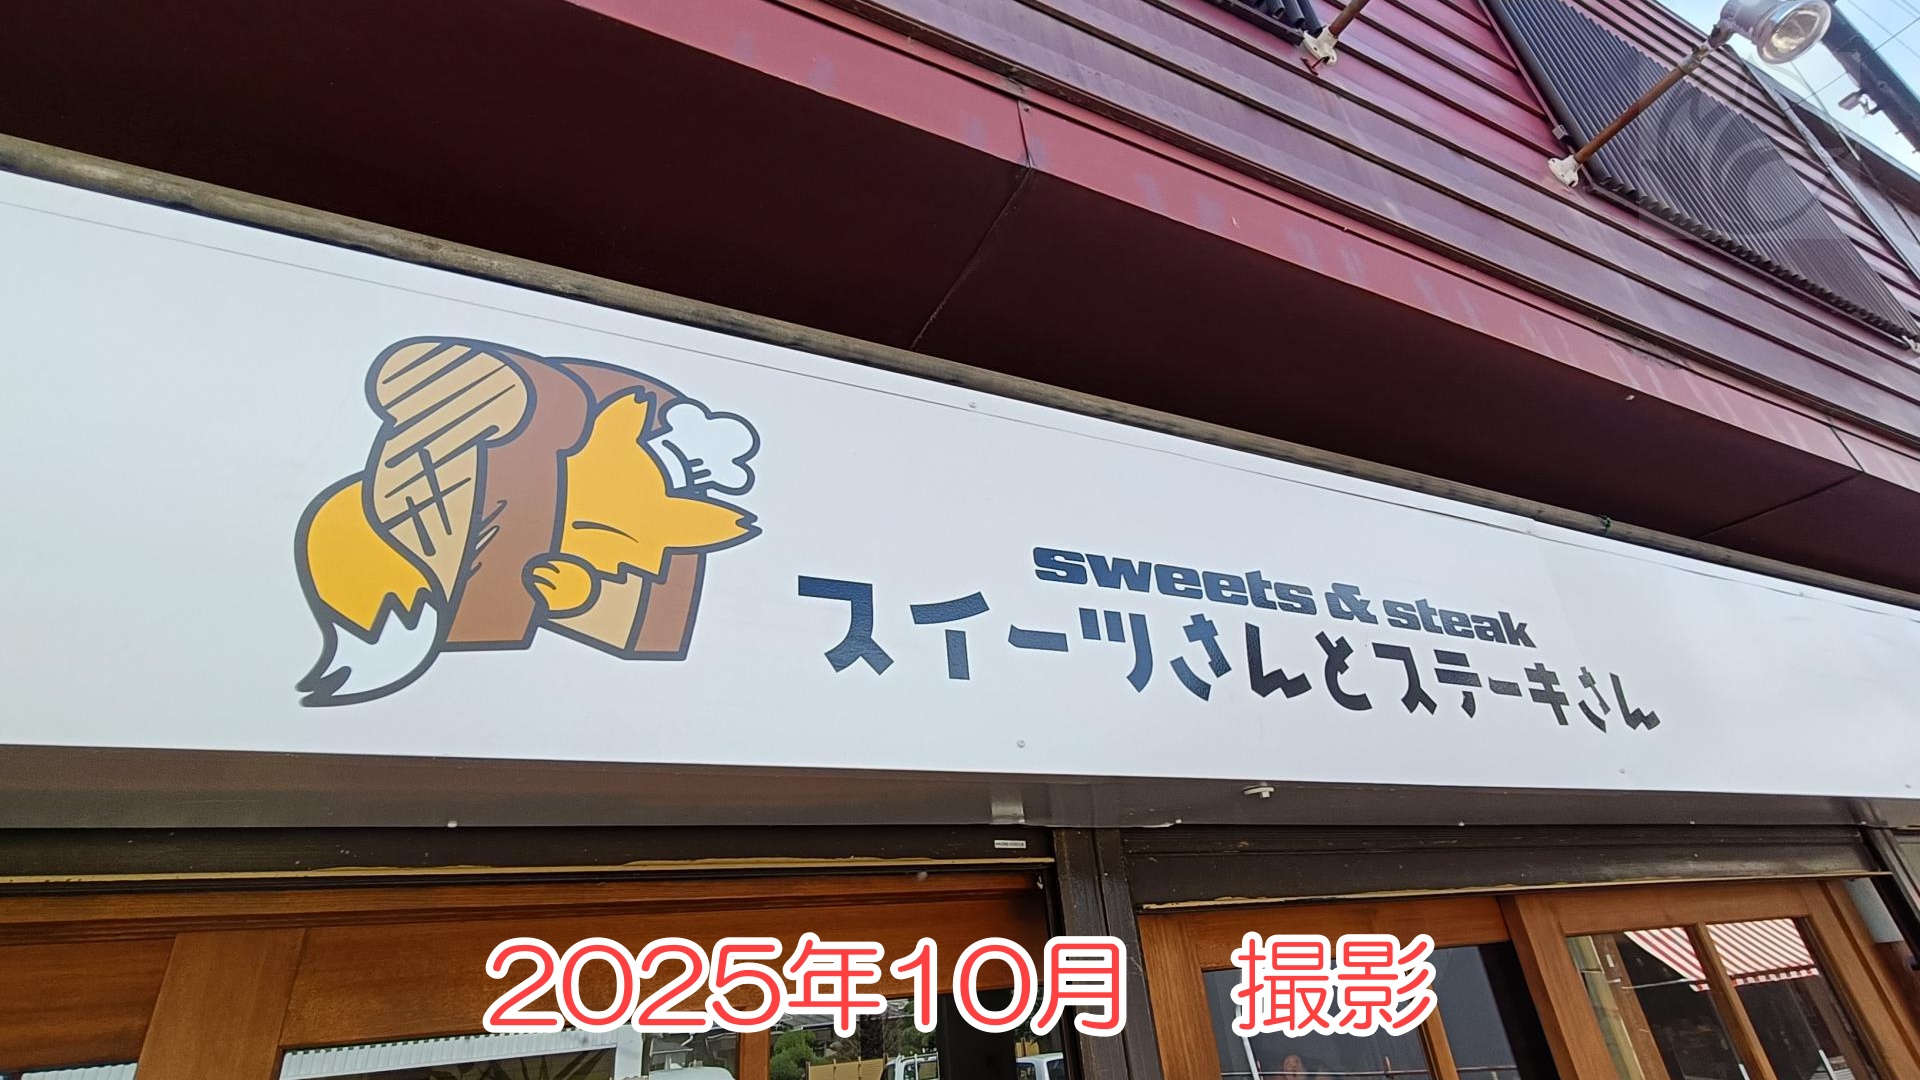 sweets & steak
スイーツさんとステーキさん
2025年10月　撮影